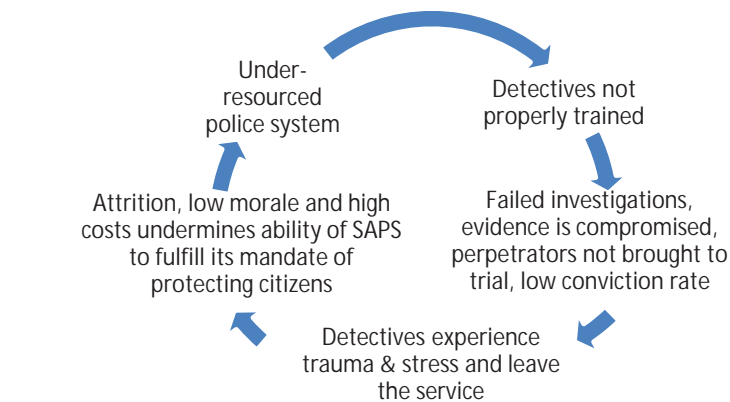 Under-
resourced
police system
Detectives not
properly trained
Failed investigations,
evidence is compromised,
perpetrators not brought to
trial, low conviction rate
Detectives experience
trauma & stress and leave
the service
Attrition, low morale and high
costs undermines ability of SAPS
to fulfill its mandate of
protecting citizens